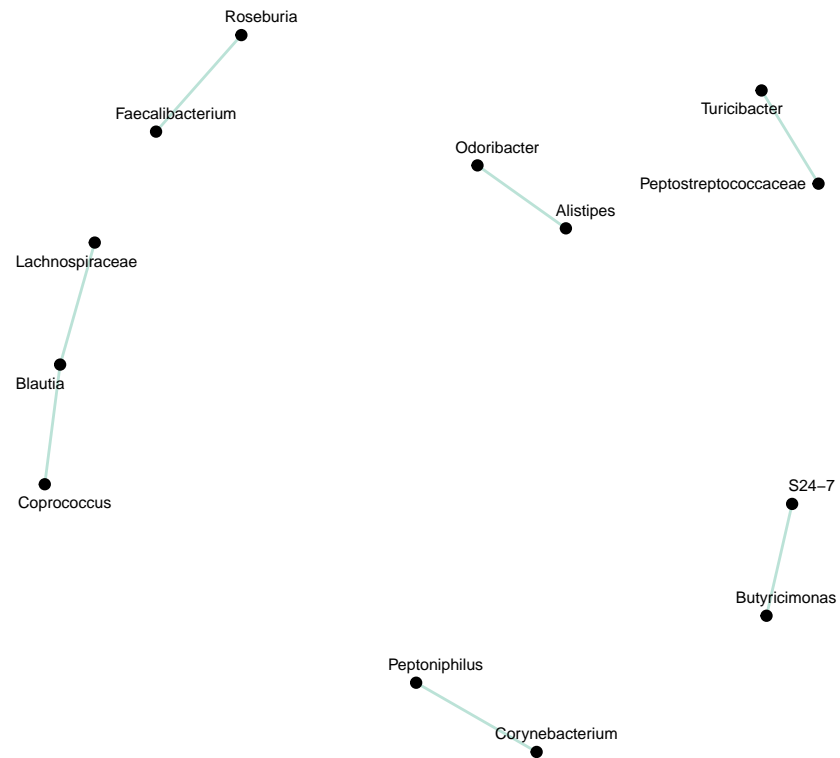 Roseburia
Faecalibacterium
Turicibacter
Odoribacter
Peptostreptococcaceae
Alistipes
Lachnospiraceae
Blautia
S24−7
Coprococcus
Butyricimonas
Peptoniphilus
Corynebacterium